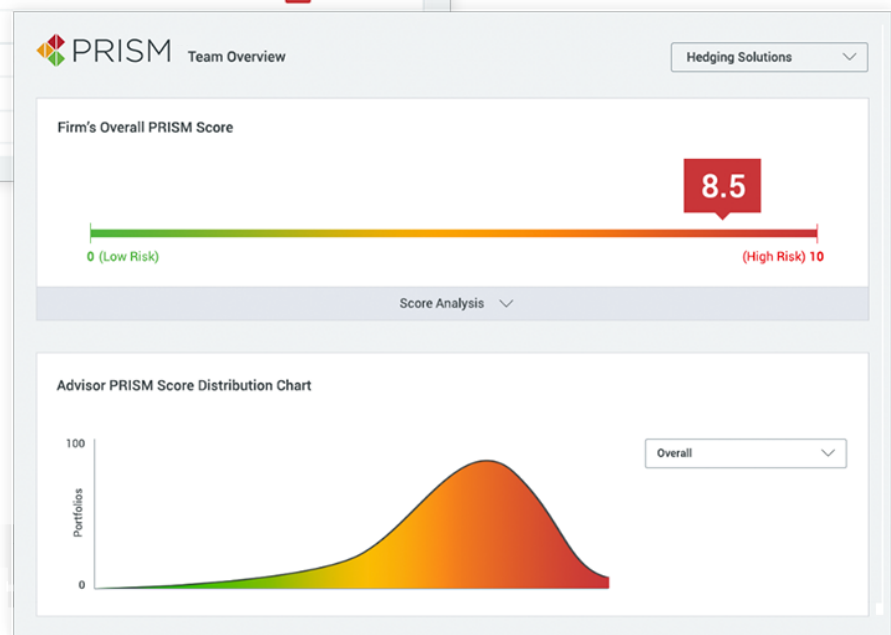 PRISM Team Overview
Hedging Solutions
Firm's Overall PRISM Score
8.5
0 (Low Risk)
(High Risk) 10
Score Analysis
Advisor PRISM Score Distribution Chart
100
Overall
Portfolios
0